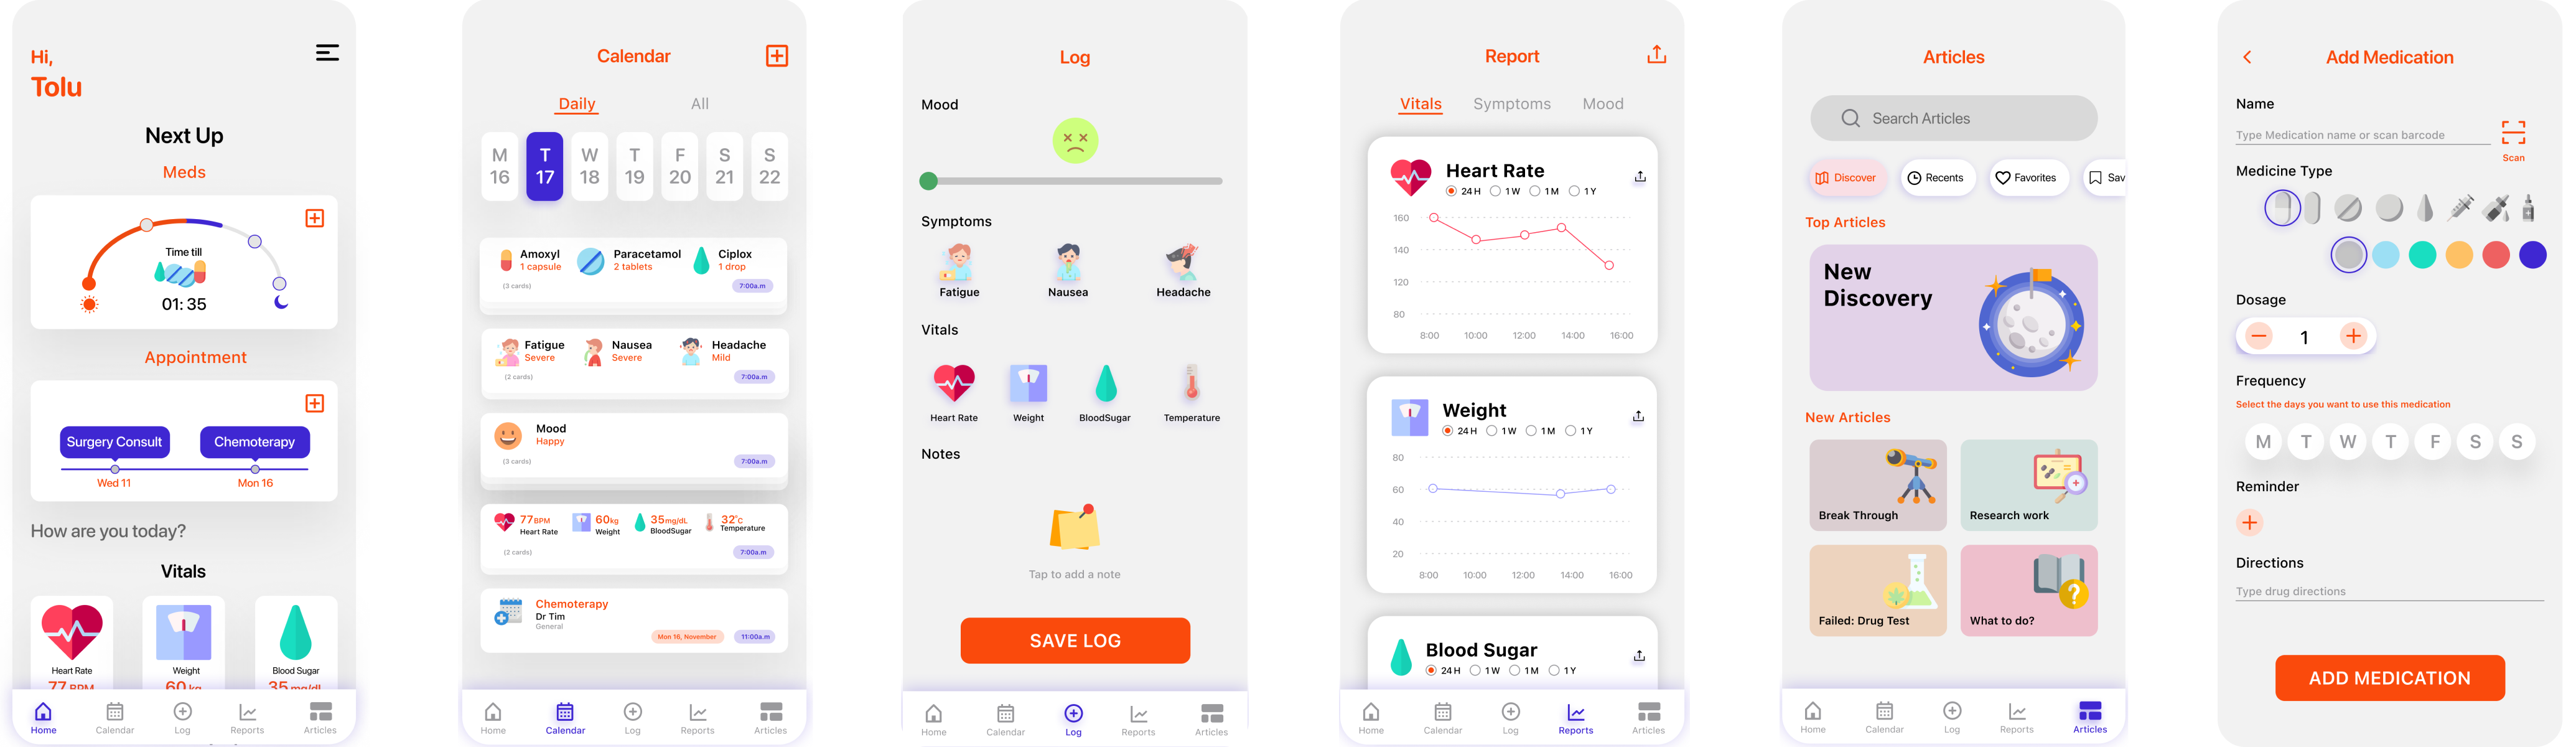 Hi,
Tolu
Next Up
Meds
Time till
01: 35
Appointment
Surgery Consult
Chemoterapy
Wed 11
Mon 16
How are you today?
Vitals
Heart Rate
Weight
Blood Sugar
77 BPM
60 kg
35 mg/dL
Home
Calendar
Log
Reports
Articles
Calendar
Daily
All
M T W T F S S
16 17 18 19 20 21 22
Amoxyl
1 capsule
Paracetamol
2 tablets
Ciplox
1 drop
(3 cards)
7:00a.m
Fatigue
Severe
Nausea
Severe
Headache
Mild
(2 cards)
7:00a.m
Mood
Happy
(3 cards)
7:00a.m
77BPM
Heart Rate
60kg
Weight
35mg/dL
BloodSugar
32°C
Temperature
(2 cards)
7:00a.m
Chemoterapy
Dr Tim
General
Mon 16, November
11:00a.m
Home
Calendar
Log
Reports
Articles
Log
Mood
Symptoms
Fatigue
Nausea
Headache
Vitals
Heart Rate
Weight
BloodSugar
Temperature
Notes
Tap to add a note
SAVE LOG
Home
Calendar
Log
Reports
Articles
Report
Vitals
Symptoms
Mood
Heart Rate
24H 1W 1M 1Y
160
140
120
80
8:00 10:00 12:00 14:00 16:00
Weight
24H 1W 1M 1Y
80
60
40
20
8:00 10:00 12:00 14:00 16:00
Blood Sugar
24H 1W 1M 1Y
Home
Calendar
Log
Reports
Articles
Articles
Search Articles
Discover
Recents
Favorites
Sav
Top Articles
New
Discovery
New Articles
Break Through
Research work
Failed: Drug Test
What to do?
Home
Calendar
Log
Reports
Articles
Add Medication
Name
Type Medication name or scan barcode
Scan
Medicine Type
Dosage
1
Frequency
Select the days you want to use this medication
M T W T F S S
Reminder
Directions
Type drug directions
ADD MEDICATION